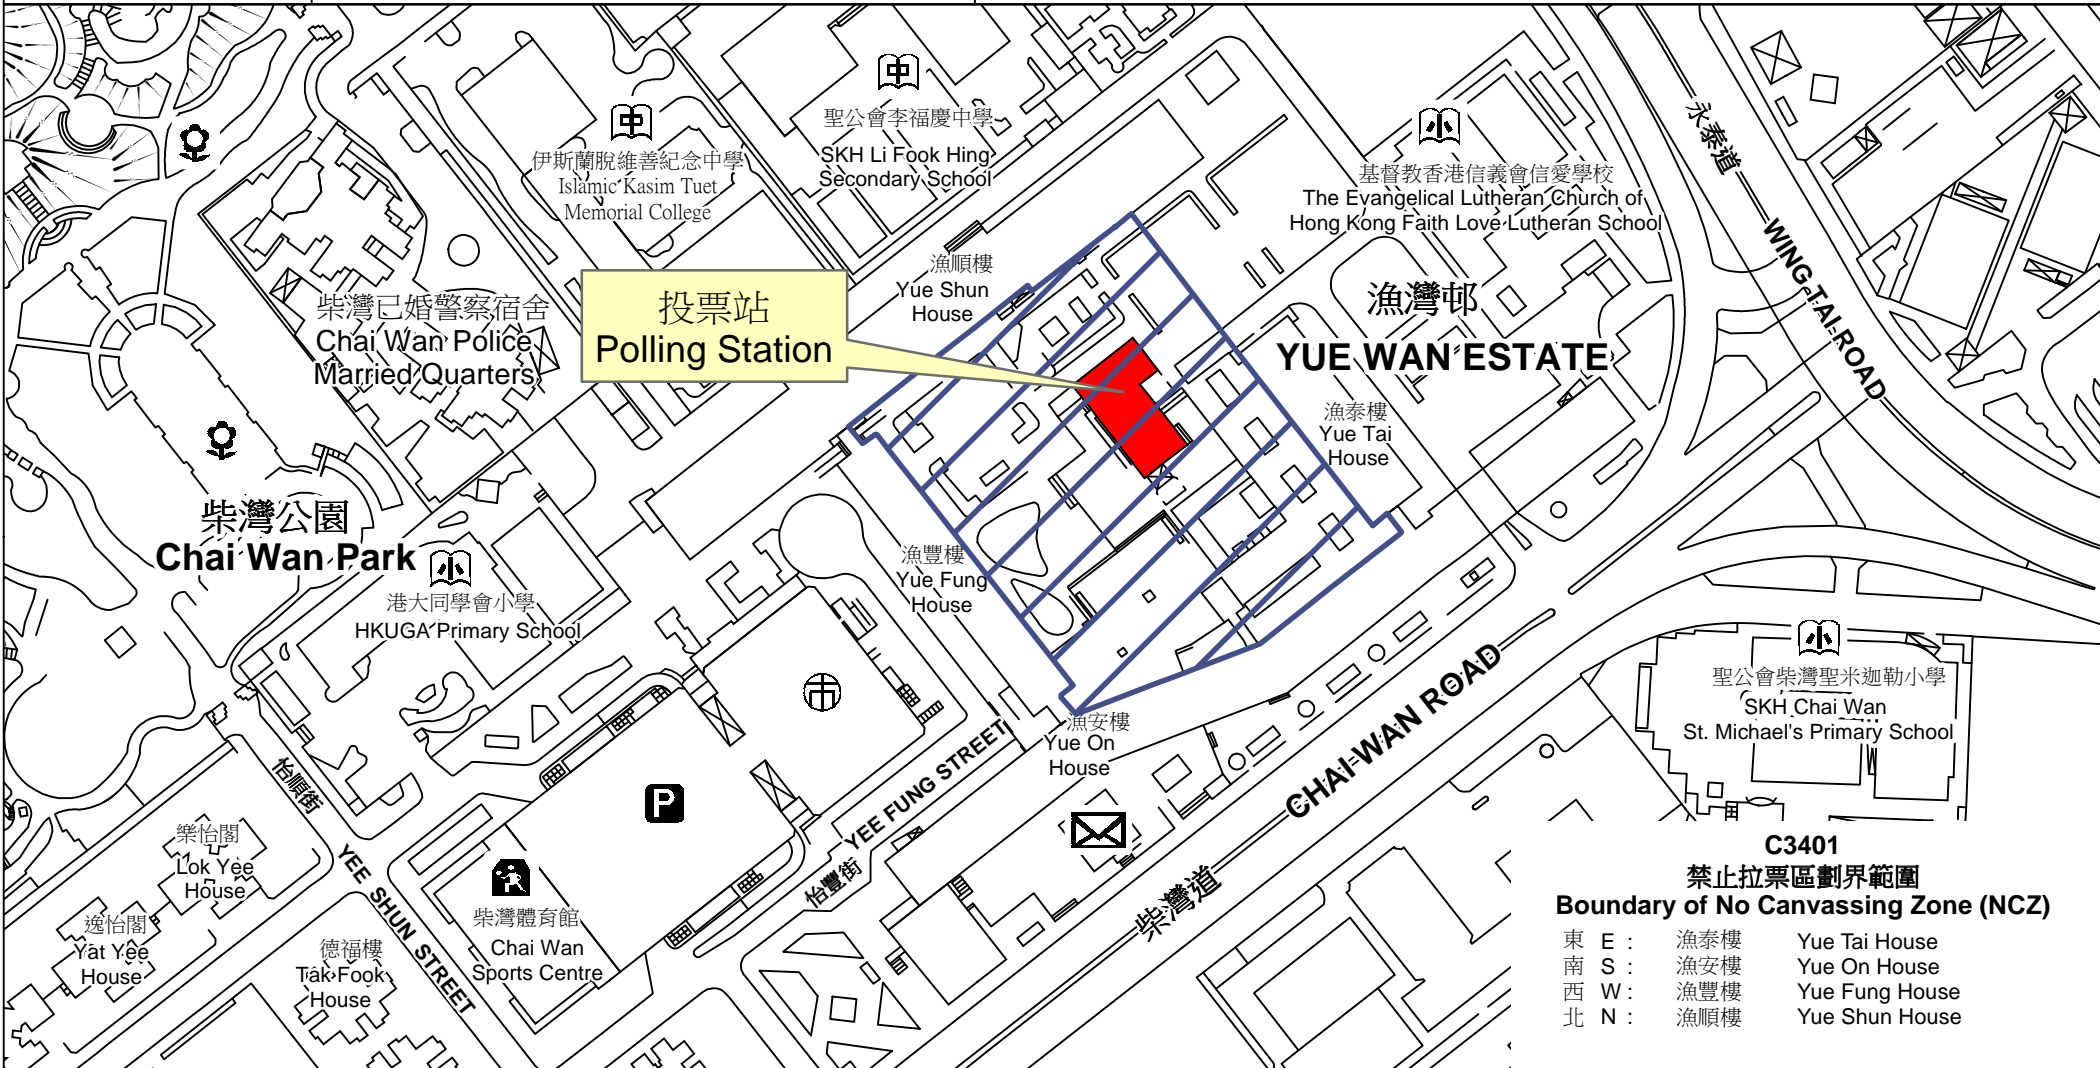 中
聖公會李福慶中學
SKH Li Fook Hing
Secondary School
中
伊斯蘭脫維善紀念中學
Islamic Kasim Tuet
Memorial College
小
基督教香港信義會信愛學校
The Evangelical Lutheran Church of
Hong Kong Faith Love Lutheran School
永泰道
WING TAI ROAD
漁順樓
Yue Shun
House
投票站
Polling Station
柴灣已婚警察宿舍
Chai Wan Police
Married Quarters
漁灣邨
YUE WAN ESTATE
漁泰樓
Yue Tai
House
柴灣公園
Chai Wan Park
小
港大同學會小學
HKUGA Primary School
漁豐樓
Yue Fung
House
市
漁安樓
Yue On
House
小
聖公會柴灣聖米迦勒小學
SKH Chai Wan
St. Michael's Primary School
CHAI WAN ROAD
柴灣道
YEE FUNG STREET
怡豐街
怡順街
YEE SHUN STREET
P
樂怡閣
Lok Yee
House
逸怡閣
Yat Yee
House
德福樓
Tak Fook
House
柴灣體育館
Chai Wan
Sports Centre
C3401
禁止拉票區劃界範圍
Boundary of No Canvassing Zone (NCZ)
東 E : 漁泰樓 Yue Tai House
南 S : 漁安樓 Yue On House
西 W : 漁豐樓 Yue Fung House
北 N : 漁順樓 Yue Shun House